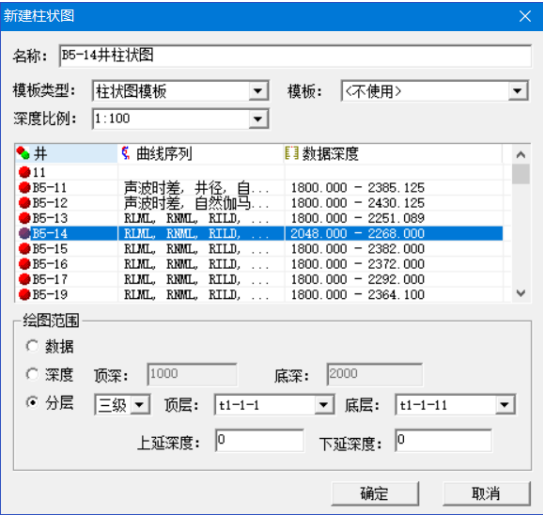 新建柱状图
名称： B5-14井柱状图
模板类型： 柱状图模板 模板： <不使用>
深度比例： 1:100
井 曲线序列 数据深度
11
B5-11 声波时差, 井径, 自... 1800.000 - 2385.125
B5-12 声波时差, 自然伽马... 1800.000 - 2430.125
B5-13 RLML, RNML, RILD, ... 1800.000 - 2251.089
B5-14 RLML, RNML, RILD, ... 2048.000 - 2268.000
B5-15 RLML, RNML, RILD, ... 1800.000 - 2382.000
B5-16 RLML, RNML, RILD, ... 1800.000 - 2372.000
B5-17 RLML, RNML, RILD, ... 1800.000 - 2292.000
B5-19 RLML, RNML, RILD, ... 1800.000 - 2364.100
绘图范围
数据
深度 顶深： 1000 底深： 2000
分层 三级 顶层： t1-1-1 底层： t1-1-11
上延深度： 0 下延深度： 0
确定 取消